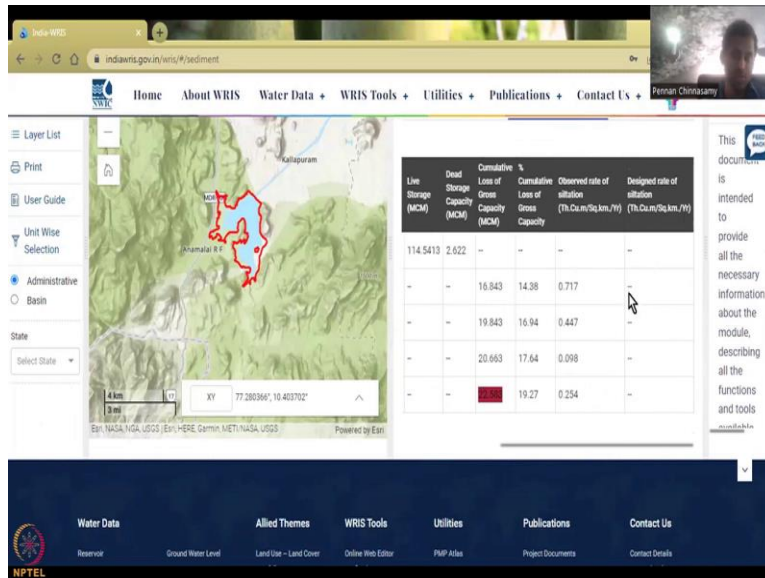 India-WRIS
indiawris.gov.in/wris/#/sediment
Pennan Chinnasamy
NWIC
Home About WRIS Water Data + WRIS Tools + Utilities + Publications + Contact Us +
Layer List
Print
User Guide
Unit Wise
Selection
Administrative
Basin
State
Select State
Kallapuram
Anamalai R F
4 km
3 mi
XY 77.280366°, 10.403702°
Esri, NASA, NGA, USGS | Esri, HERE, Garmin, METI/NASA, USGS Powered by Esri
Live
Storage
(MCM)
Dead
Storage
Capacity
(MCM)
Cumulative
Loss of
Gross
Capacity
(MCM)
%
Cumulative
Loss of
Gross
Capacity
Observed rate of
siltation
(Th.Cu.m/Sq.km./Yr)
Designed rate of
siltation
(Th.Cu.m/Sq.km./Yr)
114.5413 2.622 -- -- -- --
-- -- 16.843 14.38 0.717 --
-- -- 19.843 16.94 0.447 --
-- -- 20.663 17.64 0.098 --
-- -- 19.27 0.254 --
This
document
is
intended
to
provide
all the
necessary
information
about the
module,
describing
all the
functions
and tools
FEED
BACK
Water Data Allied Themes WRIS Tools Utilities Publications Contact Us
Reservoir Ground Water Level Land Use – Land Cover Online Web Editor PMP Atlas Project Documents Contact Details
NPTEL